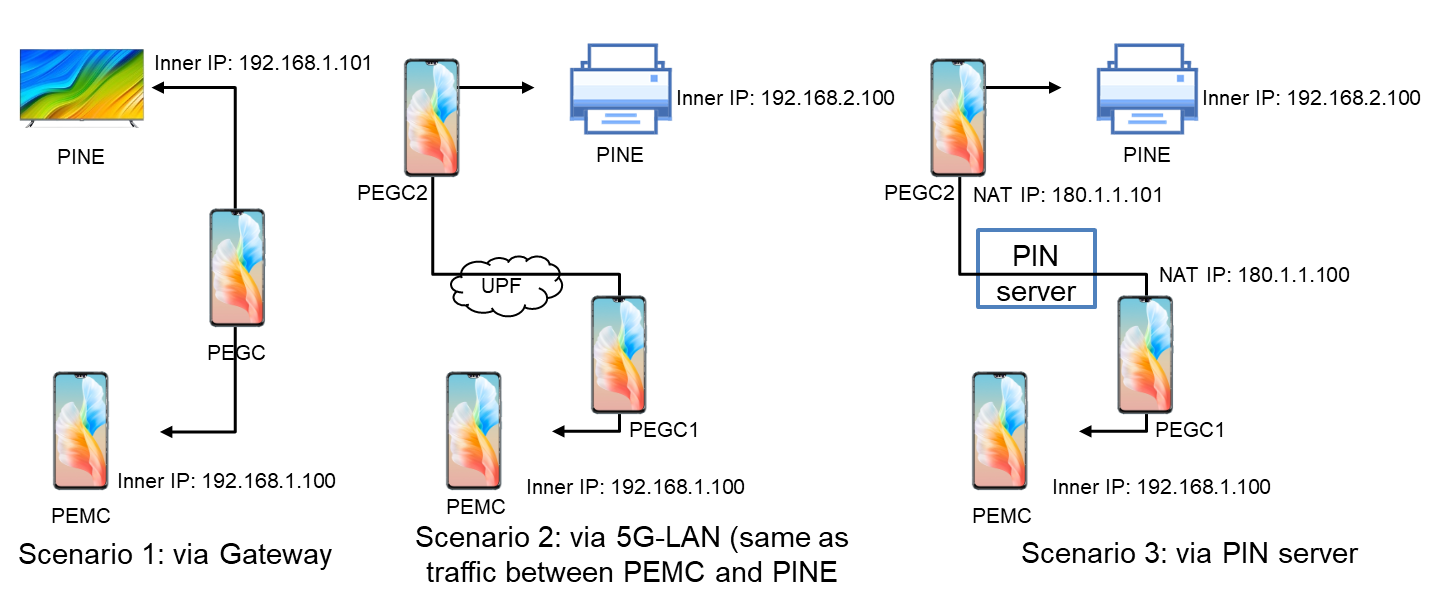 Inner IP: 192.168.1.101
PINE
PEGC
Inner IP: 192.168.1.100
PEMC
Scenario 1: via Gateway
Inner IP: 192.168.2.100
PINE
PEGC2
UPF
PEGC1
Inner IP: 192.168.1.100
PEMC
Scenario 2: via 5G-LAN (same as
traffic between PEMC and PINE
Inner IP: 192.168.2.100
PINE
PEGC2
NAT IP: 180.1.1.101
PIN
server
NAT IP: 180.1.1.100
PEGC1
Inner IP: 192.168.1.100
PEMC
Scenario 3: via PIN server